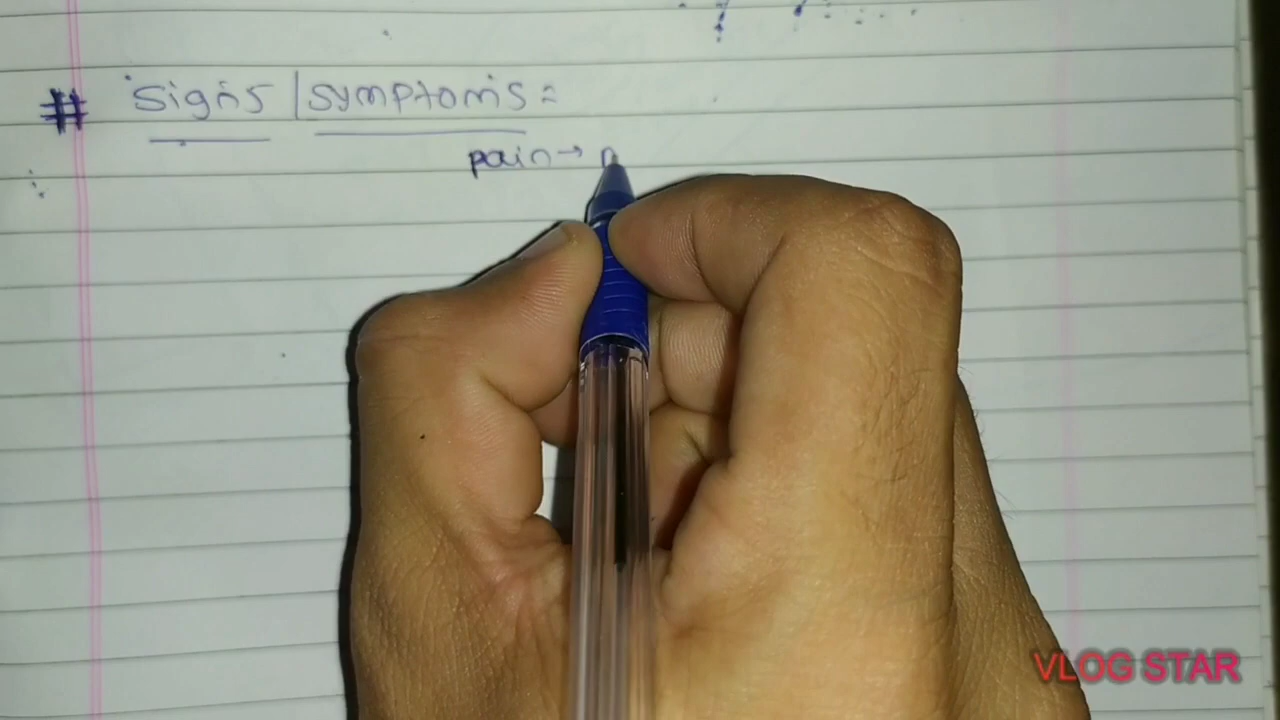 # Signs | symptoms =
pain →
VLOG STAR